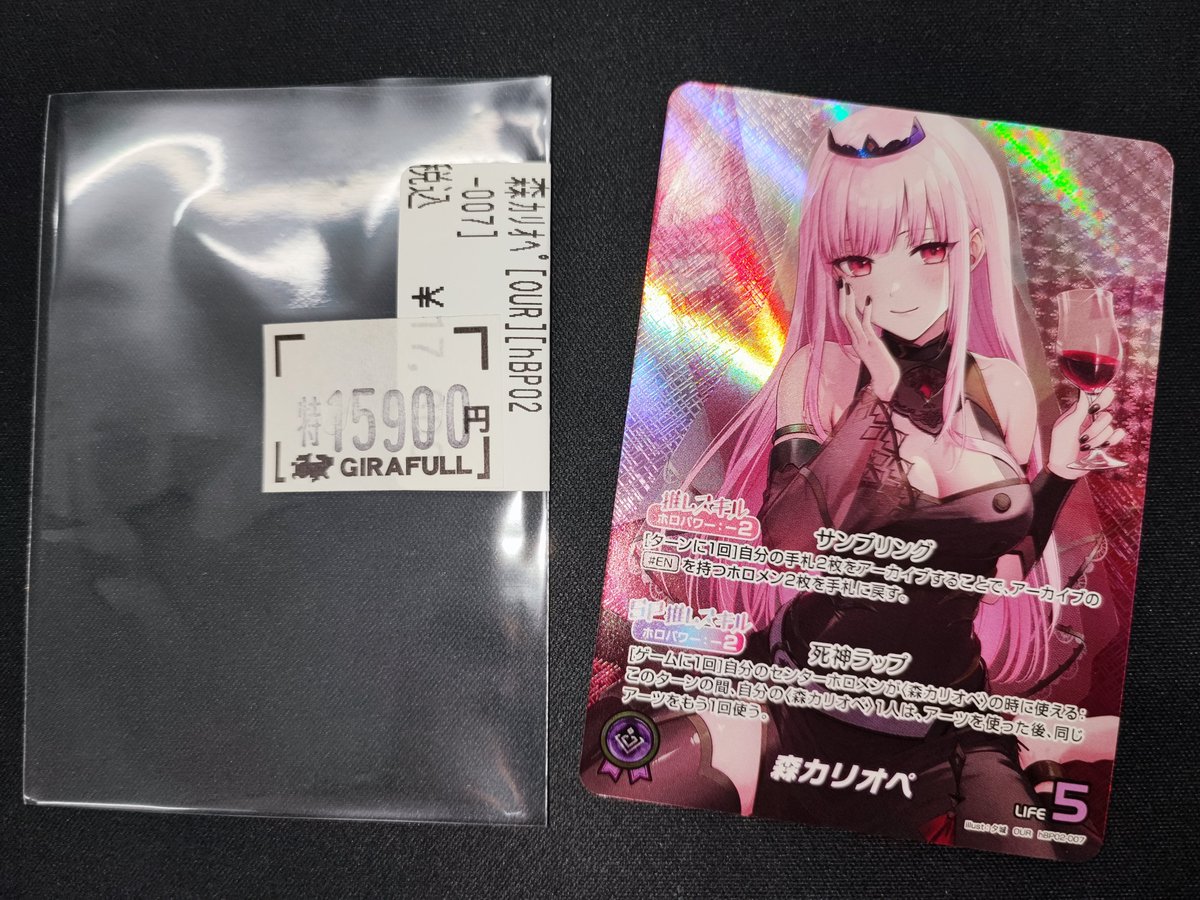 森カリオペ[OUR][hBP02
-007]
税込
¥17,
特15900円
GIRAFULL
推しスキル
ホロパワー:-2
サンプリング
[ターンに1回]自分の手札2枚をアーカイブすることで、アーカイブの
#EN を持つホロメン2枚を手札に戻す。
SP推しスキル
ホロパワー:-2
死神ラップ
[ゲームに1回]自分のセンターホロメンが〈森カリオペ〉の時に使える:
このターンの間、自分の〈森カリオペ〉1人は、アーツを使った後、同じ
アーツをもう1回使う。
森カリオペ
LIFE 5
illust:夕城 OUR hBP02-007